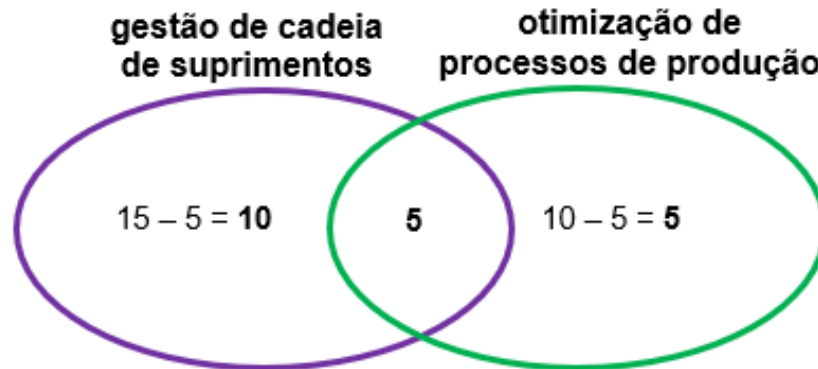 gestão de cadeia
de suprimentos
otimização de
processos de produção
15 – 5 = 10
5
10 – 5 = 5